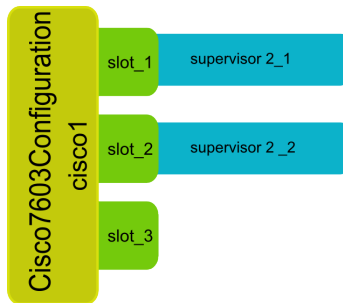 Cisco7603Configuration
cisco1
slot_1
supervisor 2_1
slot_2
supervisor 2 _2
slot_3